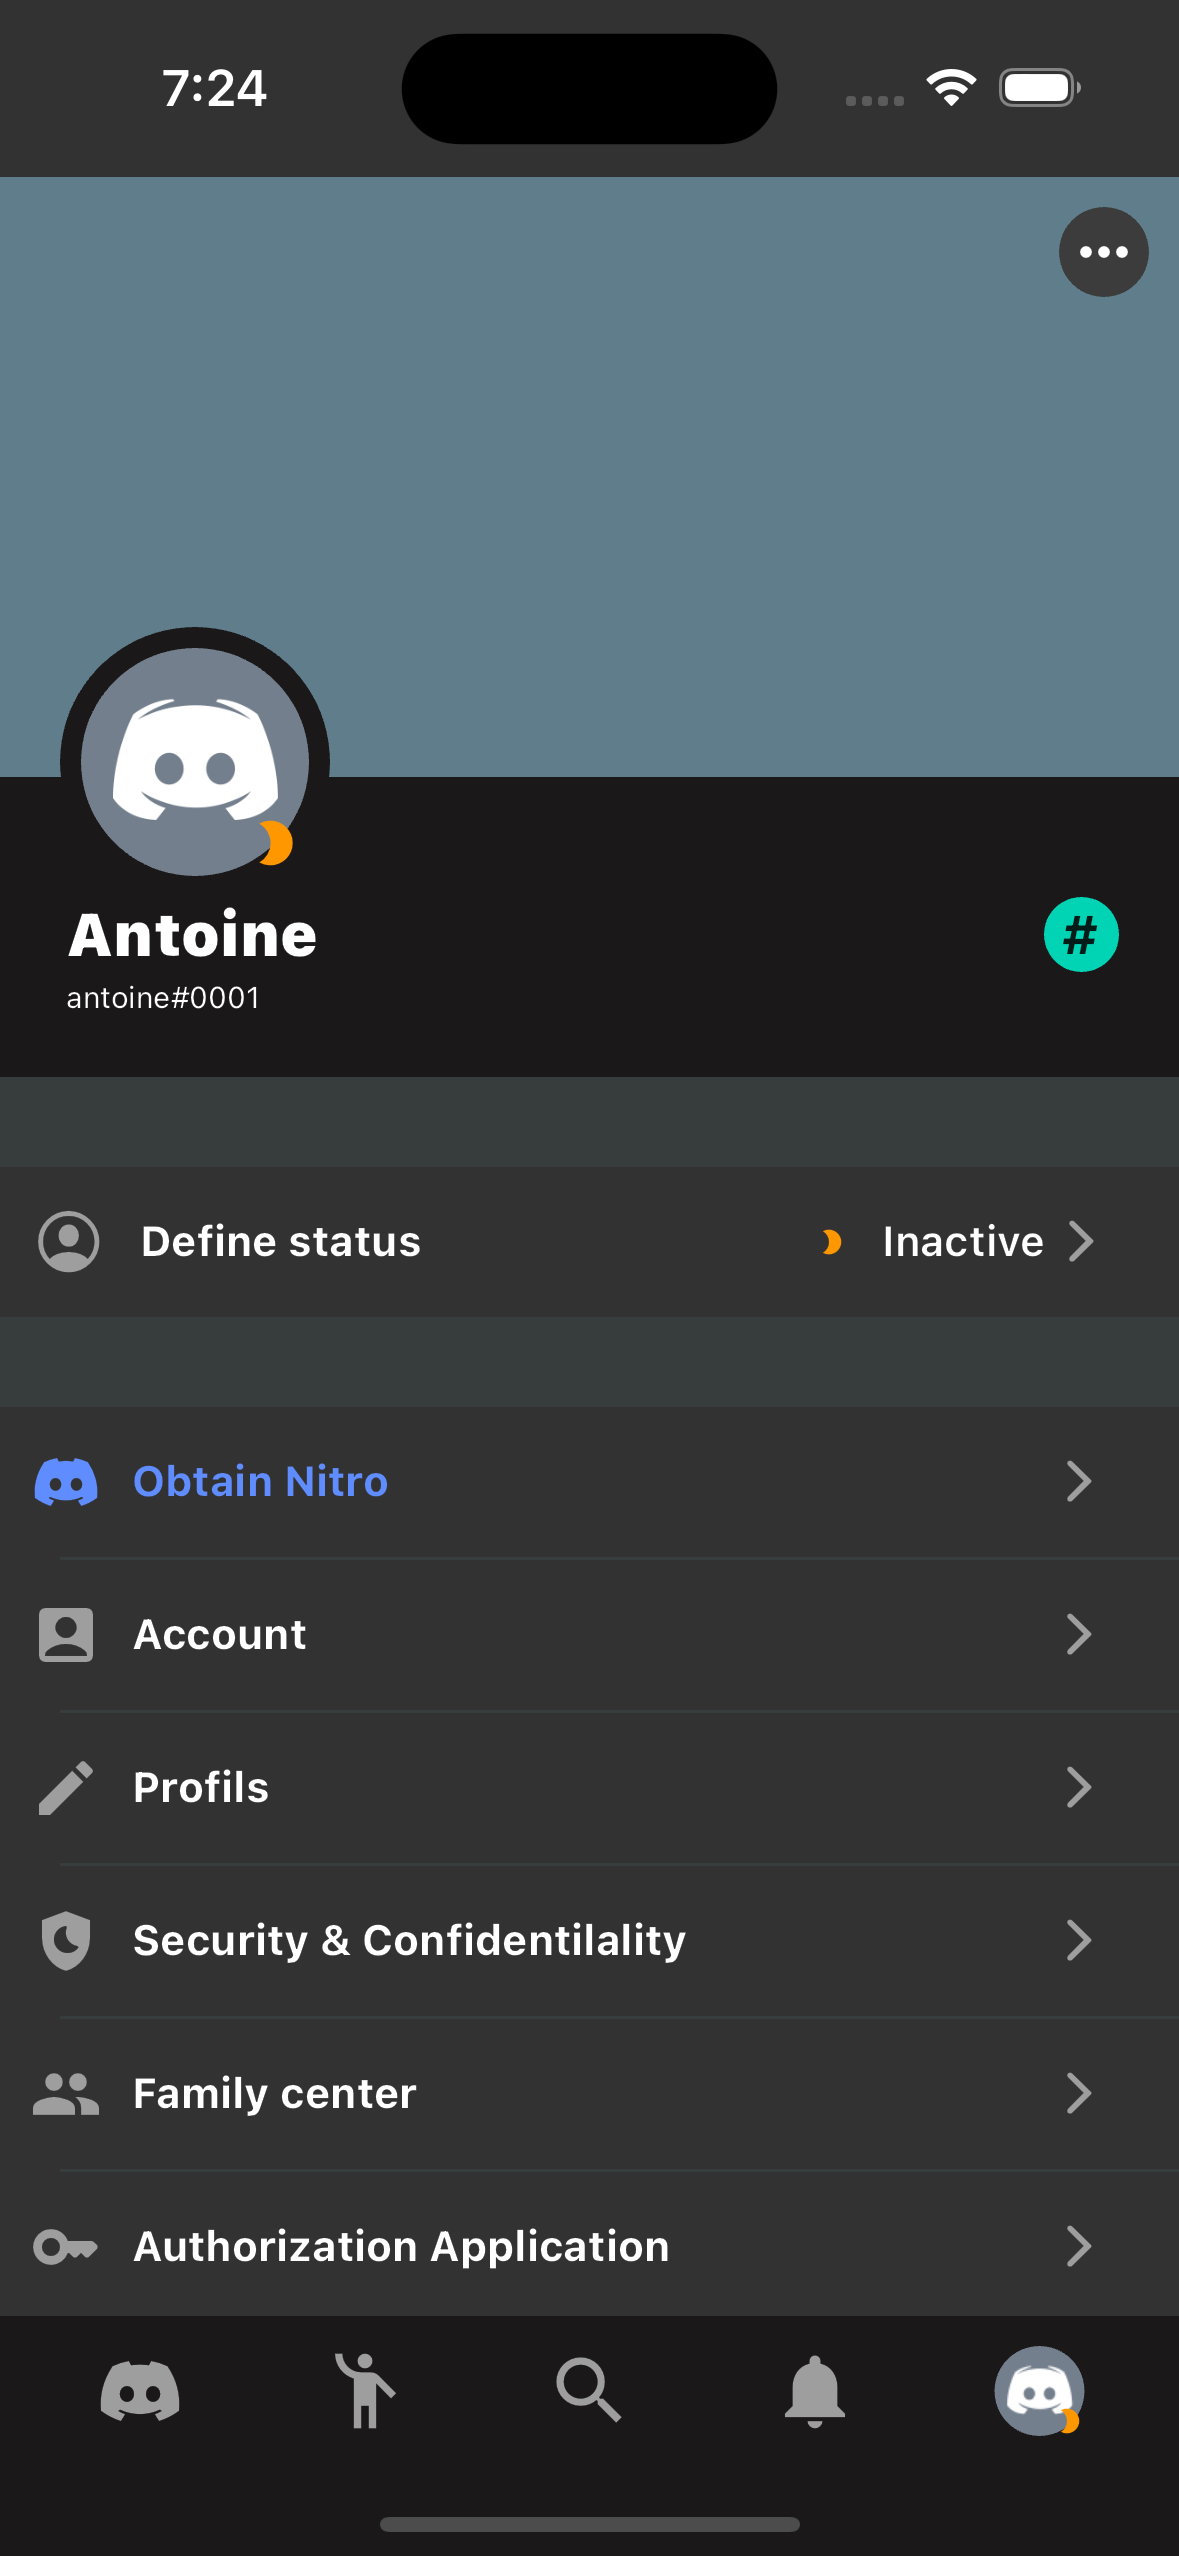 7:24
Antoine
#
antoine#0001
Define status
Inactive
Obtain Nitro
Account
Profils
Security & Confidentilality
Family center
Authorization Application